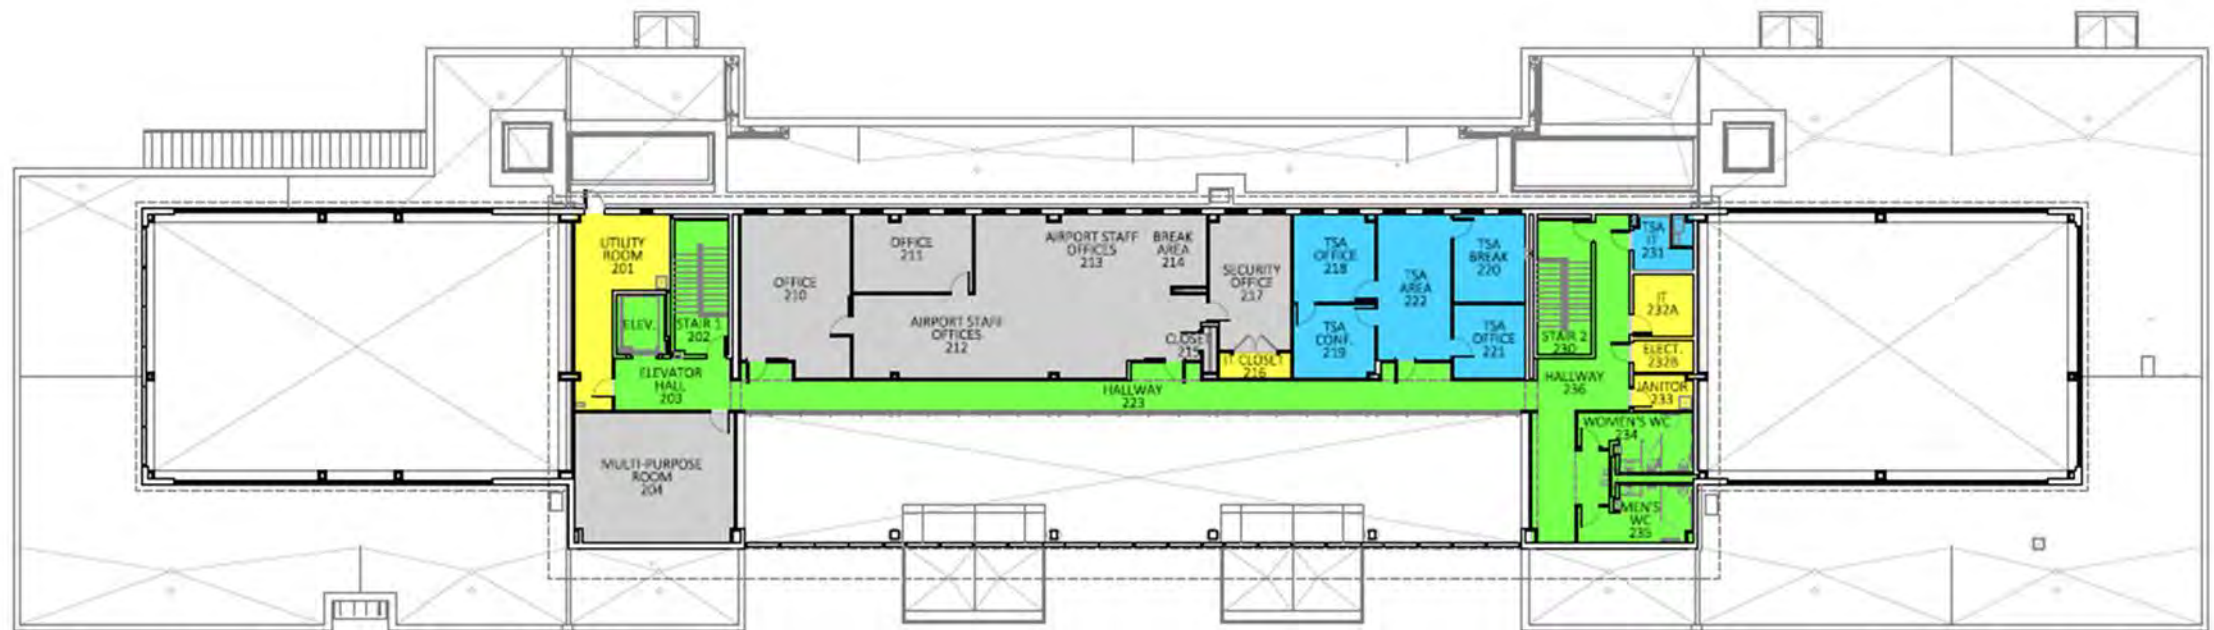 UTILITY
ROOM
201
ELEV.
STAIR 1
202
ELEVATOR
HALL
203
MULTI-PURPOSE
ROOM
204
OFFICE
210
OFFICE
211
AIRPORT STAFF
OFFICES
212
AIRPORT STAFF
OFFICES
213
BREAK
AREA
214
CLOSET
215
IT CLOSET
216
SECURITY
OFFICE
217
TSA
OFFICE
218
TSA
CONF.
219
TSA
AREA
222
TSA
BREAK
220
TSA
OFFICE
221
HALLWAY
223
STAIR 2
230
HALLWAY
236
TSA
IT
231
IT
232A
ELECT.
232B
JANITOR
233
WOMEN'S WC
234
MEN'S
WC
235